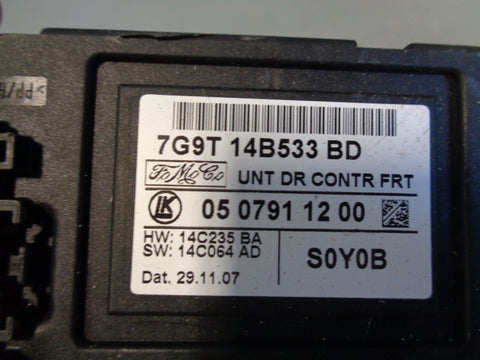 7G9T 14B533 BD
FoMoCo UNT DR CONTR FRT
LK 05 0791 12 00
HW: 14C235 BA
SW: 14C064 AD
S0Y0B
Dat. 29.11.07